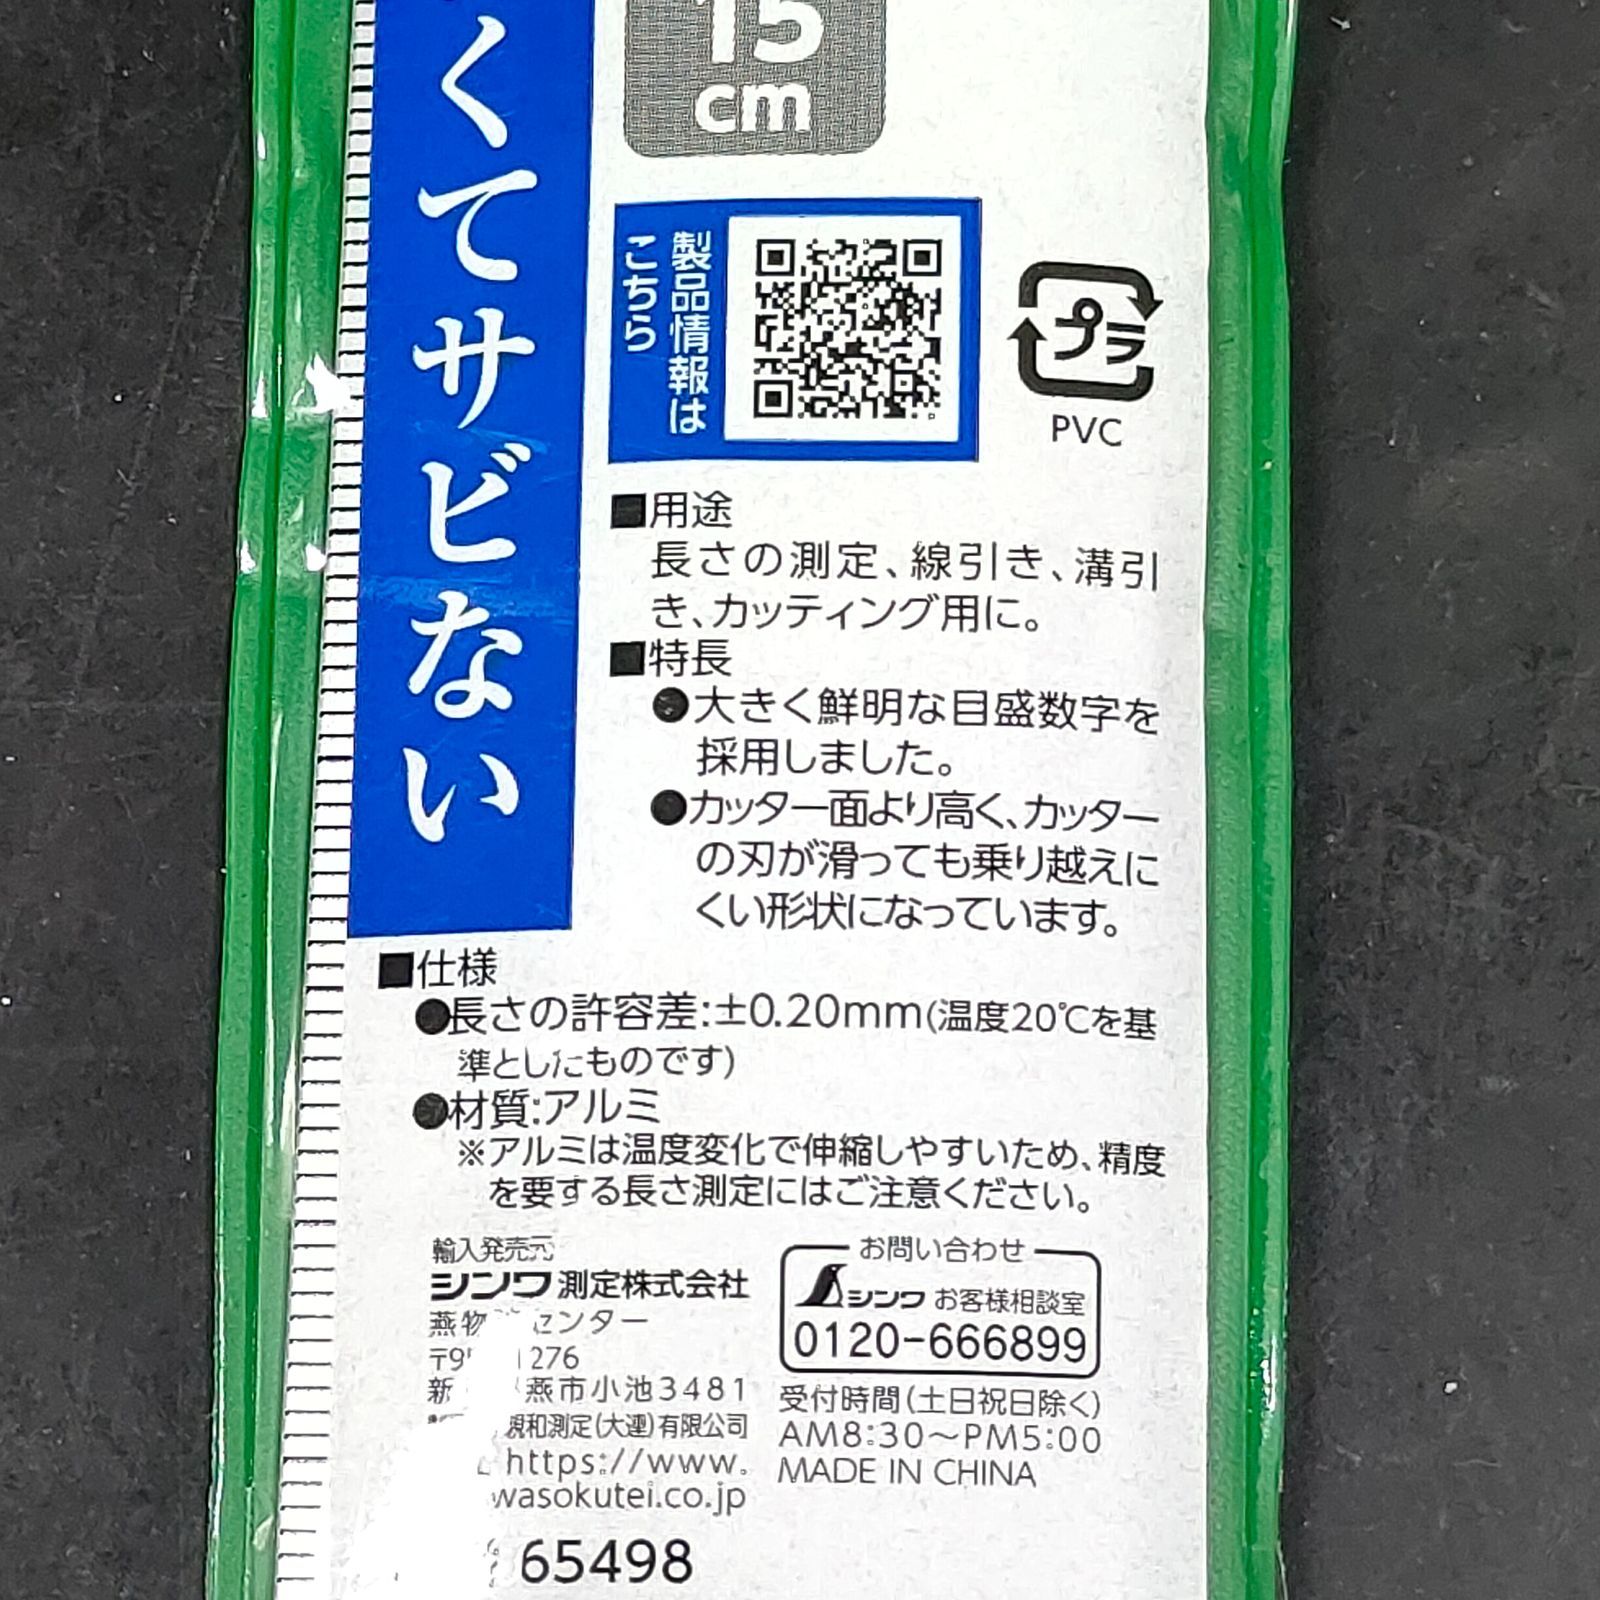 くてサビない
15
cm
製品情報は
こちら
プラ
PVC
■用途
長さの測定、線引き、溝引
き、カッティング用に。
■特長
●大きく鮮明な目盛数字を
採用しました。
●カッター面より高く、カッター
の刃が滑っても乗り越えに
くい形状になっています。
■仕様
●長さの許容差:±0.20mm(温度20℃を基
準としたものです)
●材質:アルミ
※アルミは温度変化で伸縮しやすいため、精度
を要する長さ測定にはご注意ください。
輸入発売元
シンワ測定株式会社
燕物 センター
〒95 1276
新 燕市小池3481
親和測定(大連)有限公司
https://www.
wasokutei.co.jp
65498
お問い合わせ
シンワ お客様相談室
0120-666899
受付時間(土日祝日除く)
AM8:30～PM5:00
MADE IN CHINA